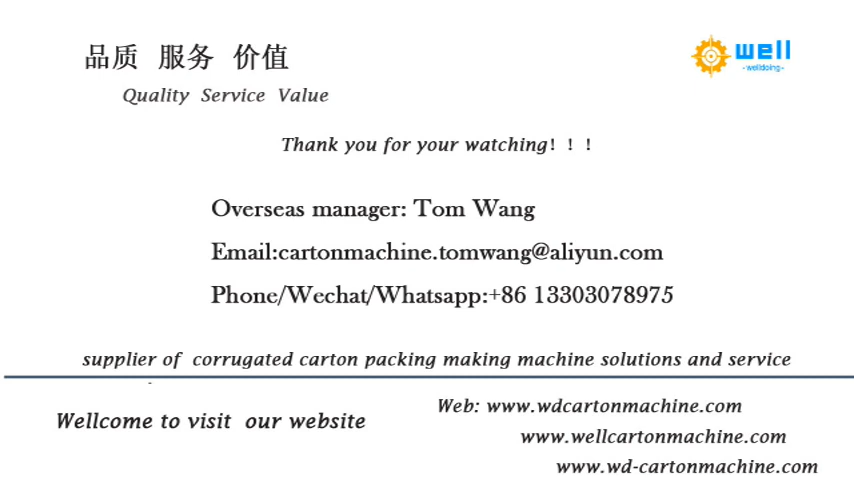 品质 服务 价值
well
-welldoing-
Quality Service Value
Thank you for your watching！！！
Overseas manager: Tom Wang
Email:cartonmachine.tomwang@aliyun.com
Phone/Wechat/Whatsapp:+86 13303078975
supplier of corrugated carton packing making machine solutions and service
Wellcome to visit our website
Web: www.wdcartonmachine.com
www.wellcartonmachine.com
www.wd-cartonmachine.com